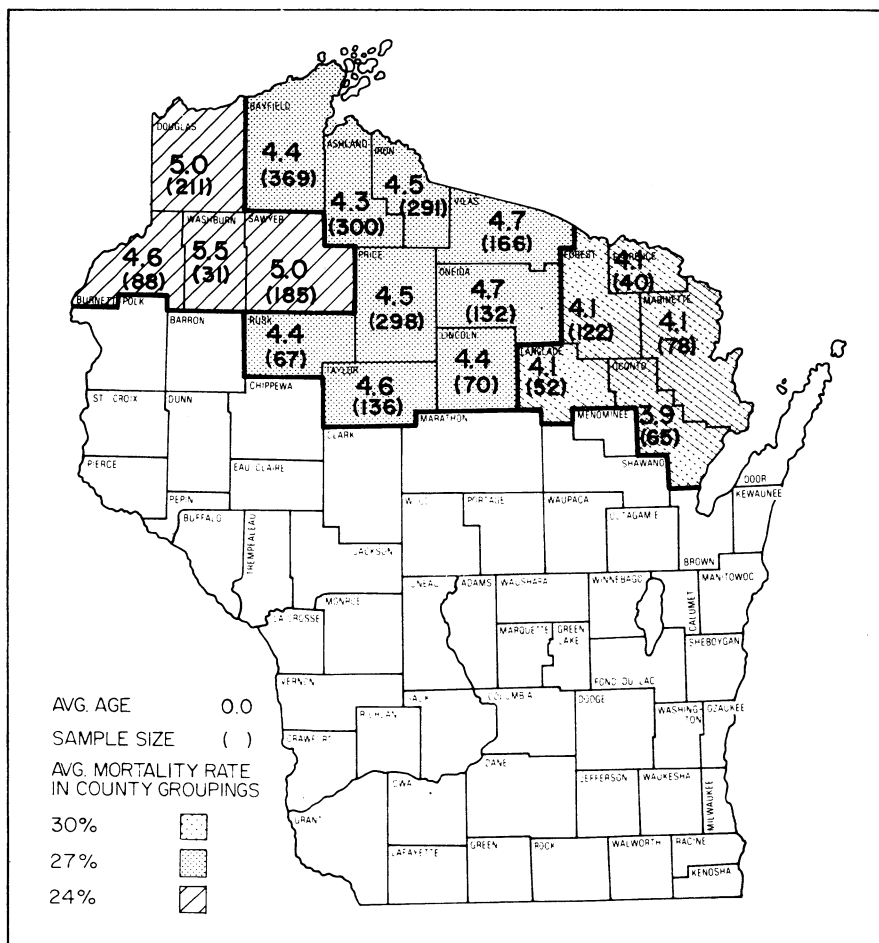 BAYFIELD
DOUGLAS
ASHLAND
IRON
5.0
(211)
4.4
(369)
4.3
(300)
4.5
(291)
VILAS
4.7
(166)
WASHBURN
SAWYER
4.6
(88)
5.5
(31)
5.0
(185)
PRICE
4.5
(298)
ONEIDA
4.7
(132)
FOREST
4.1
(122)
FLORENCE
4.1
(40)
MARINETTE
4.1
(78)
BURNETT
POLK
BARRON
RUSK
4.4
(67)
LINCOLN
4.4
(70)
LANGLADE
4.1
(52)
OCONTO
3.9
(65)
TAYLOR
4.6
(136)
CHIPPEWA
ST. CROIX
DUNN
MARATHON
MENOMINEE
CLARK
SHAWANO
PIERCE
EAU CLAIRE
DOOR
KEWAUNEE
PEPIN
BUFFALO
TREMPEALEAU
WOOD
PORTAGE
WAUPACA
OUTAGAMIE
BROWN
JACKSON
JUNEAU
ADAMS
WAUSHARA
WINNEBAGO
CALUMET
MANITOWOC
LA CROSSE
MONROE
MARQUETTE
GREEN
LAKE
SHEBOYGAN
VERNON
FOND DU LAC
SAUK
COLUMBIA
DODGE
WASHING-
TON
OZAUKEE
RICHLAND
CRAWFORD
DANE
IOWA
JEFFERSON
WAUKESHA
MILWAUKEE
GRANT
LAFAYETTE
GREEN
ROCK
WALWORTH
RACINE
KENOSHA
AVG. AGE 0.0
SAMPLE SIZE ( )
AVG. MORTALITY RATE
IN COUNTY GROUPINGS
30%
27%
24%